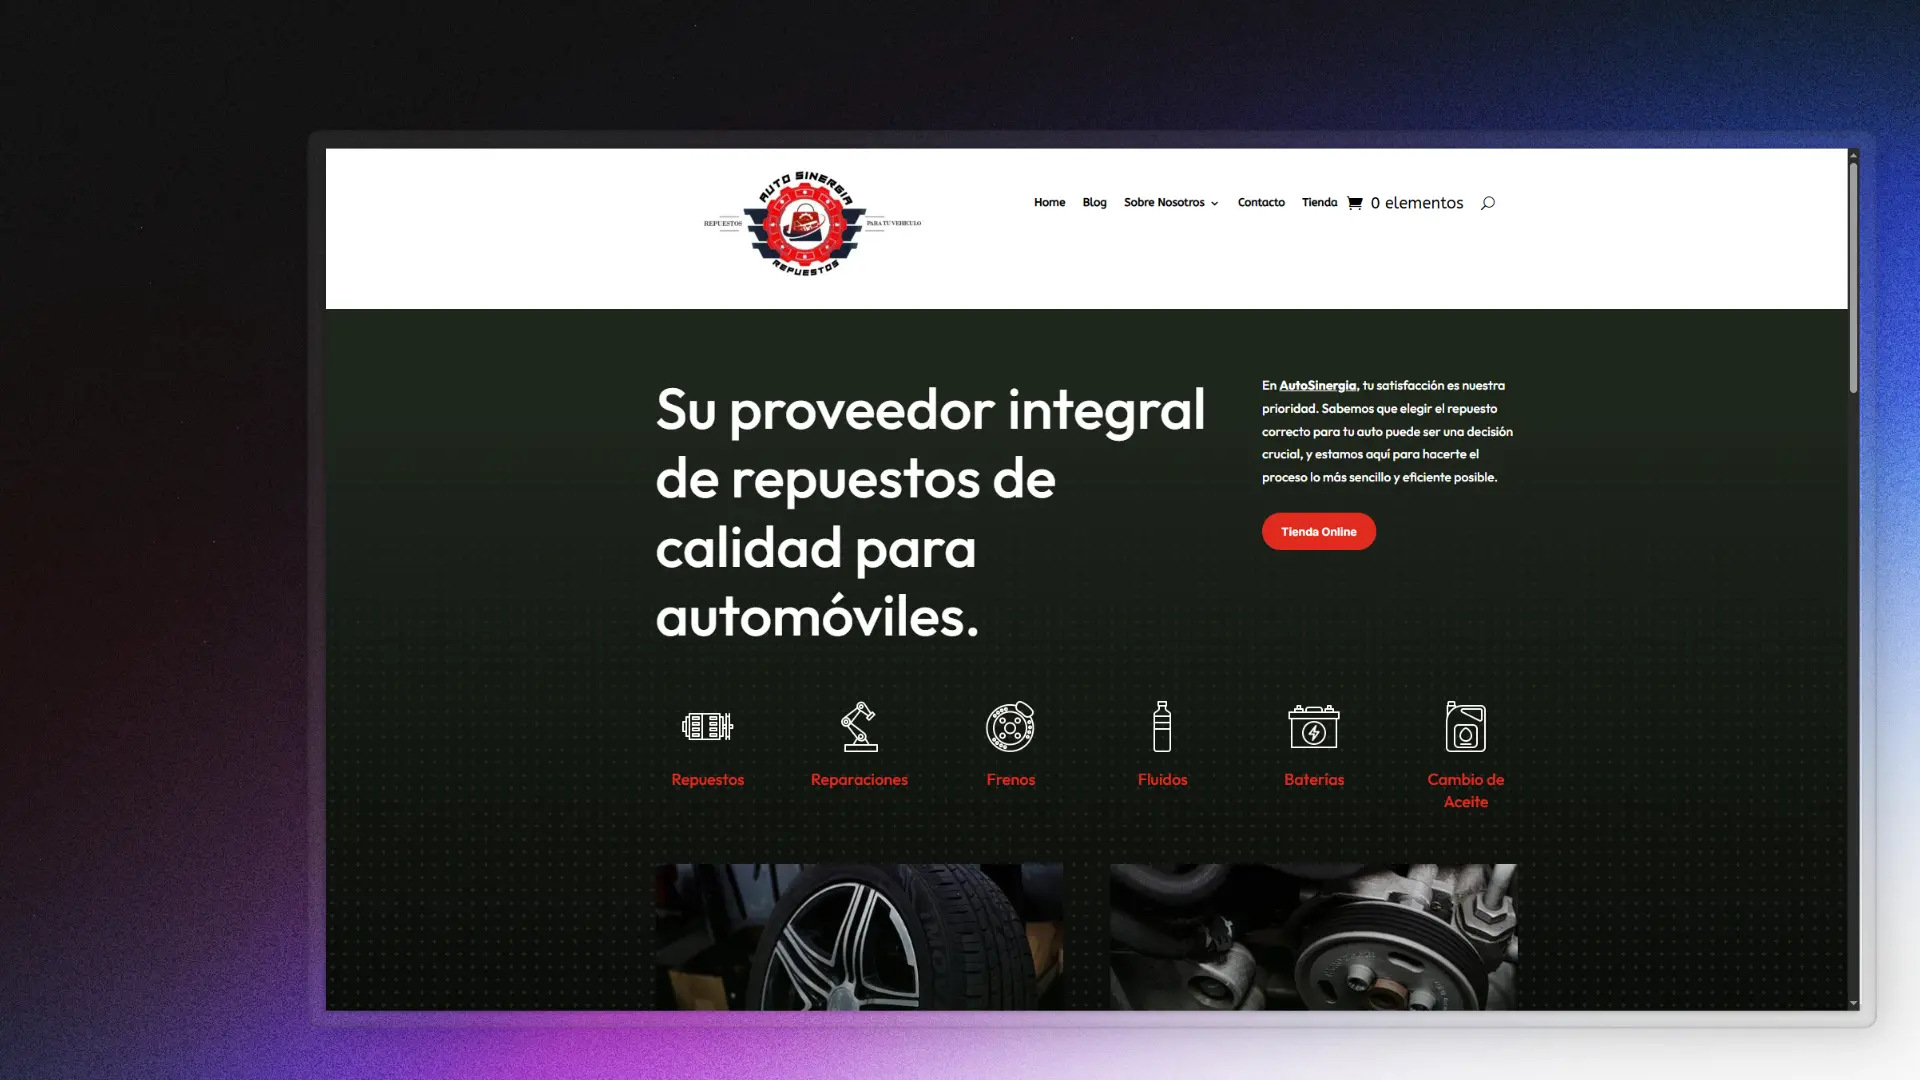 AUTO SINERGIA
REPUESTOS
PARA TU VEHICULO
REPUESTOS
Home
Blog
Sobre Nosotros
Contacto
Tienda
0 elementos
Su proveedor integral
de repuestos de
calidad para
automóviles.
En AutoSinergia, tu satisfacción es nuestra
prioridad. Sabemos que elegir el repuesto
correcto para tu auto puede ser una decisión
crucial, y estamos aquí para hacerte el
proceso lo más sencillo y eficiente posible.
Tienda Online
Repuestos
Reparaciones
Frenos
Fluidos
Baterías
Cambio de
Aceite